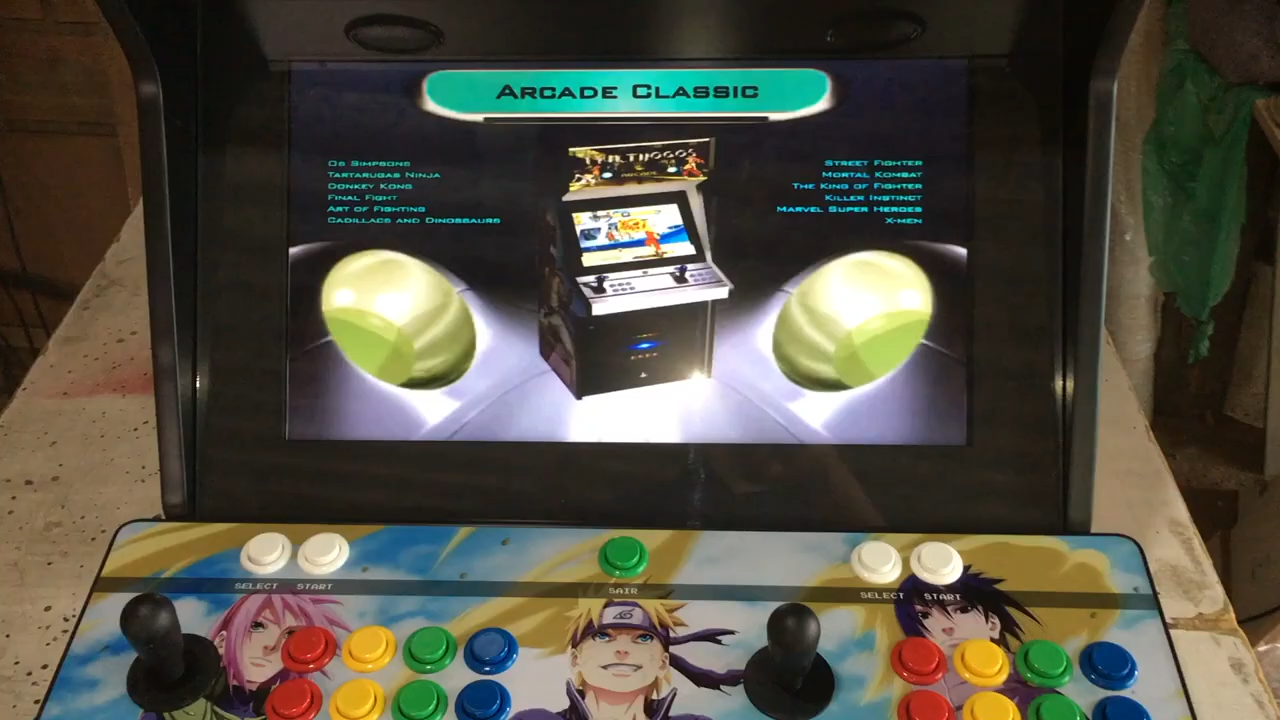 ARCADE CLASSIC
OS SIMPSONS
TARTARUGAS NINJA
DONKEY KONG
FINAL FIGHT
ART OF FIGHTING
CADILLACS AND DINOSSAURS
STREET FIGHTER
MORTAL KOMBAT
THE KING OF FIGHTER
KILLER INSTINCT
MARVEL SUPER HEROES
X-MEN
ARCADE
SELECT START
SAIR
SELECT START